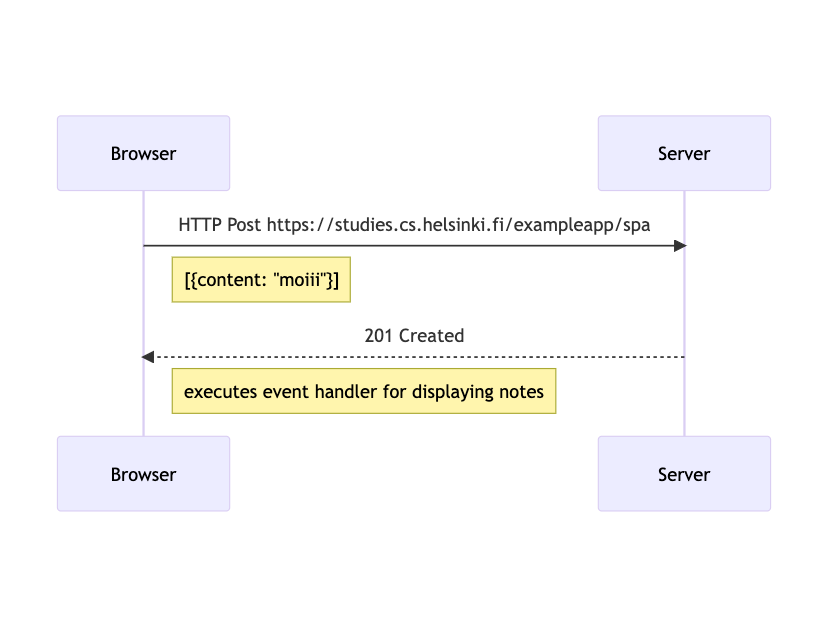 Browser
Server
HTTP Post https://studies.cs.helsinki.fi/exampleapp/spa
[{content: "moiii"}]
201 Created
executes event handler for displaying notes
Browser
Server